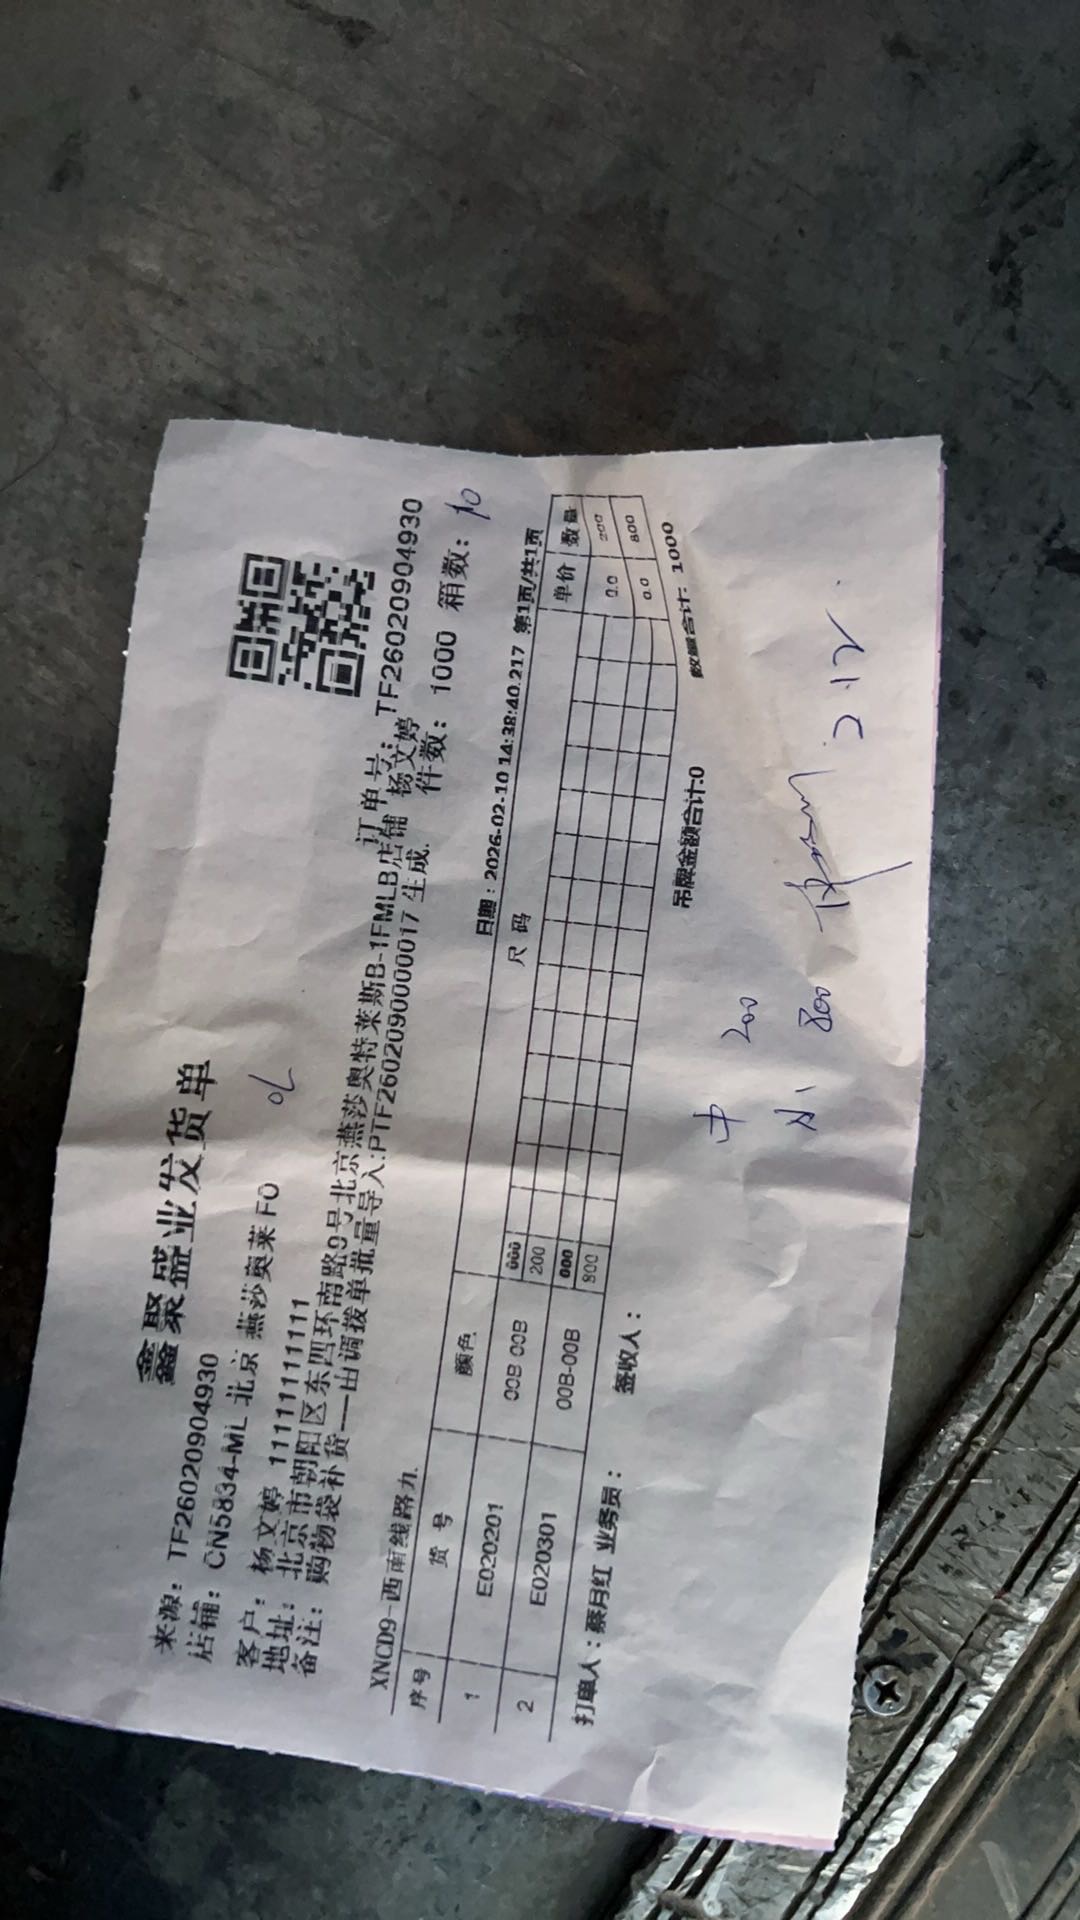 鑫聚盛业发货单
来源： TF26020904930
订单号： TF26020904930
店铺： CN5834-ML 北京 燕莎奥莱 FO
件数： 1000 箱数： 10
客户： 杨文婷 11111111111
地址： 北京市朝阳区东四环南路9号北京燕莎奥特莱斯B-1FMLB店铺 杨文婷
备注： 购物袋补货——由调拨单批量导入:PTF26020900000017 生成.
XNCD9-西南线路力.
日期：2026-02-10 14:38:40.217 第1页/共1页
序号 货号 颜色 尺码 单价 数量
000
1 E020201 00B 00B 200 0.0 200
000
2 E020301 00B-00B 800 0.0 800
吊牌金额合计:0 数量合计: 1000
打单人：蔡月红 业务员： 签收人：
中 200
小 800
2.12